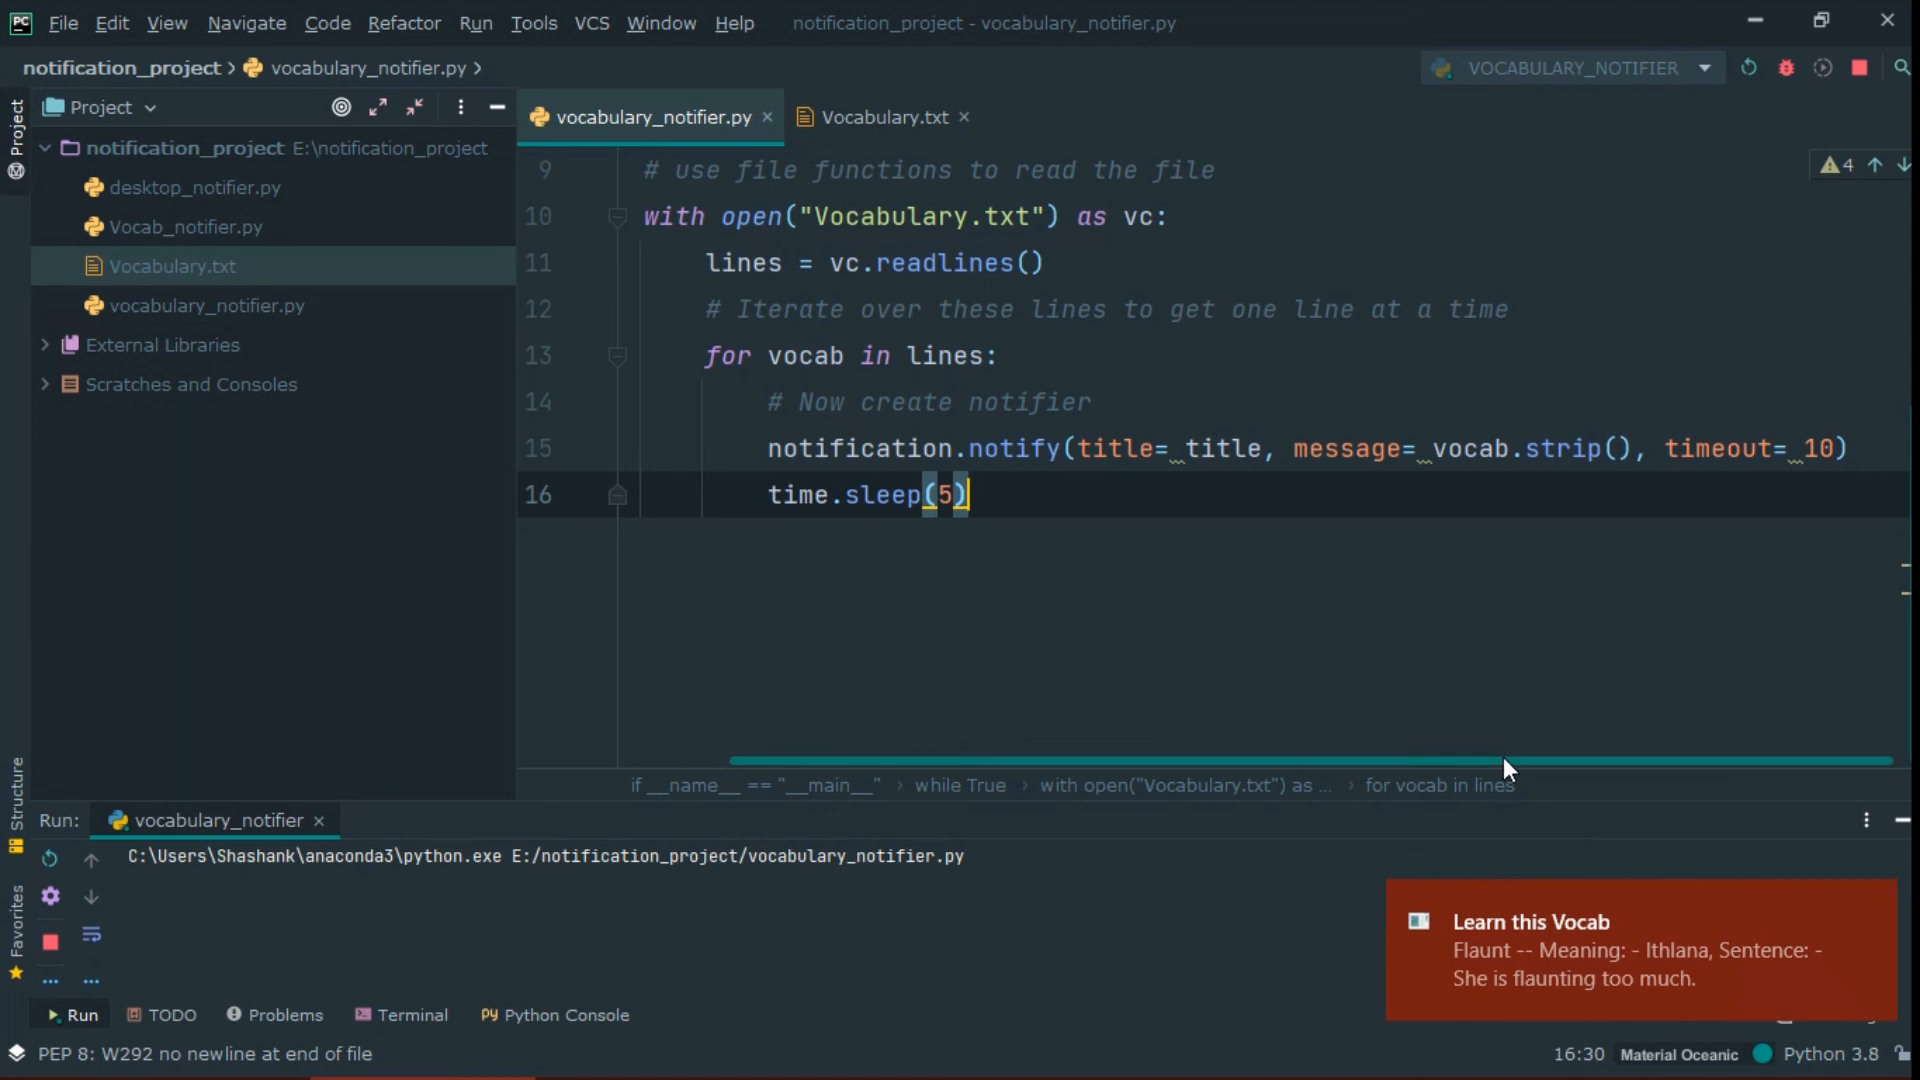 PC File Edit View Navigate Code Refactor Run Tools VCS Window Help notification_project - vocabulary_notifier.py
notification_project vocabulary_notifier.py VOCABULARY_NOTIFIER
Project
Project
vocabulary_notifier.py
Vocabulary.txt
notification_project E:\notification_project
desktop_notifier.py
Vocab_notifier.py
Vocabulary.txt
vocabulary_notifier.py
External Libraries
Scratches and Consoles
4
9 # use file functions to read the file
10 with open("Vocabulary.txt") as vc:
11 lines = vc.readlines()
12 # Iterate over these lines to get one line at a time
13 for vocab in lines:
14 # Now create notifier
15 notification.notify(title= title, message= vocab.strip(), timeout= 10)
16 time.sleep(5)
if __name__ == "__main__" › while True › with open("Vocabulary.txt") as ... › for vocab in lines
Structure
Favorites
Run: vocabulary_notifier
C:\Users\Shashank\anaconda3\python.exe E:/notification_project/vocabulary_notifier.py
Learn this Vocab
Flaunt -- Meaning: - Ithlana, Sentence: -
She is flaunting too much.
Run TODO Problems Terminal Python Console
PEP 8: W292 no newline at end of file 16:30 Material Oceanic Python 3.8